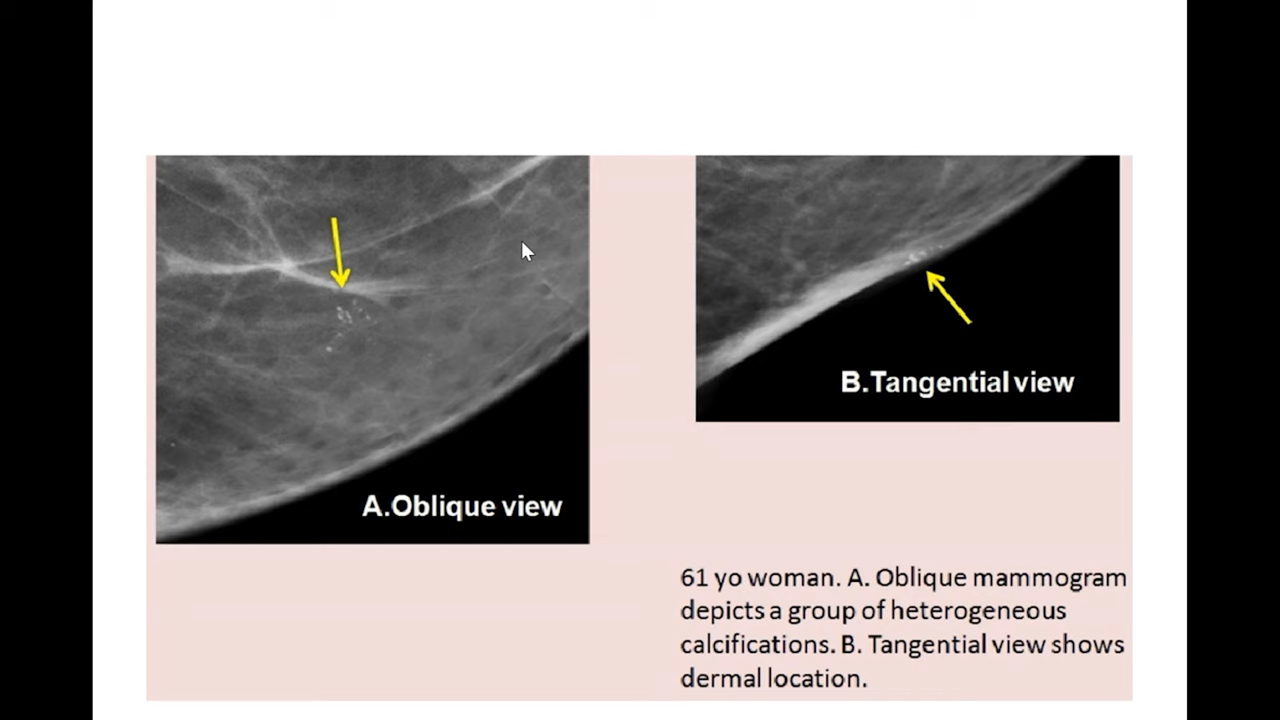 A.Oblique view
B.Tangential view
61 yo woman. A. Oblique mammogram
depicts a group of heterogeneous
calcifications. B. Tangential view shows
dermal location.